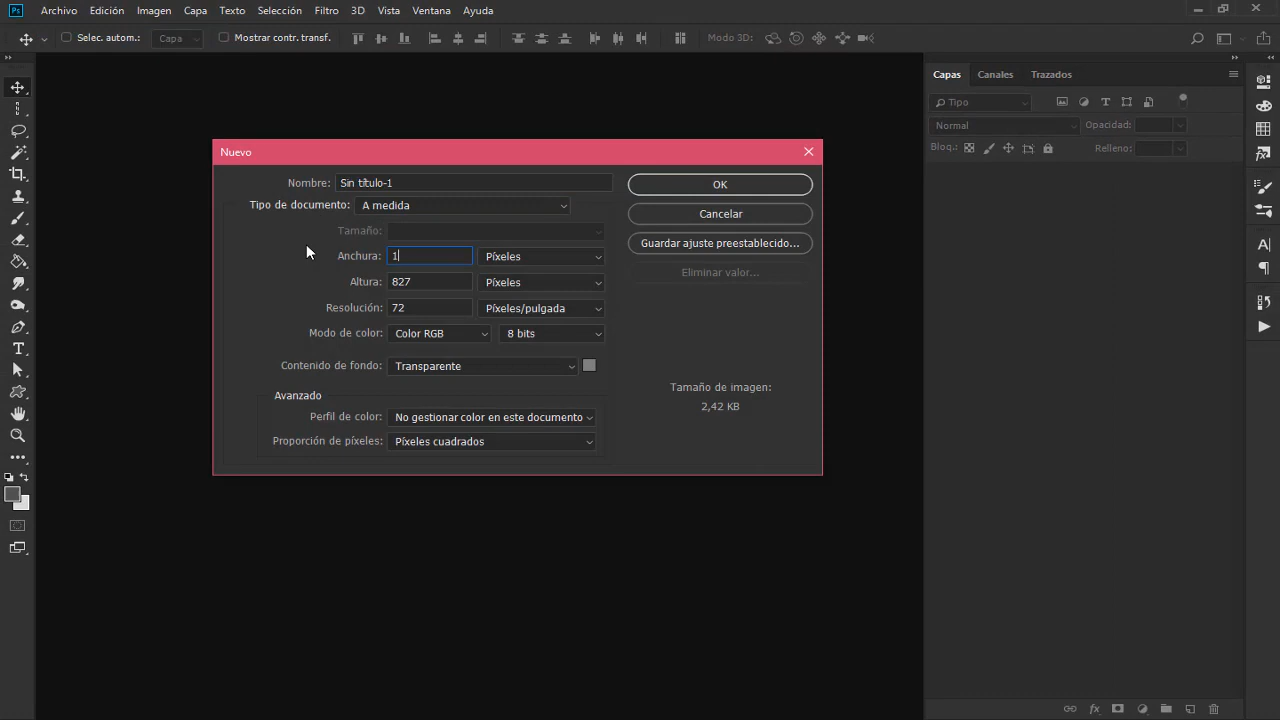 Ps Archivo Edición Imagen Capa Texto Selección Filtro 3D Vista Ventana Ayuda
Selec. autom.: Capa Mostrar contr. transf. Modo 3D:
Capas Canales Trazados
Tipo
Normal Opacidad:
Bloq.: Relleno:
Nuevo
Nombre: Sin título-1 OK
Tipo de documento: A medida
Cancelar
Tamaño:
Guardar ajuste preestablecido...
Anchura: 1 Píxeles
Eliminar valor...
Altura: 827 Píxeles
Resolución: 72 Píxeles/pulgada
Modo de color: Color RGB 8 bits
Contenido de fondo: Transparente
Tamaño de imagen:
2,42 KB
Avanzado
Perfil de color: No gestionar color en este documento
Proporción de píxeles: Píxeles cuadrados